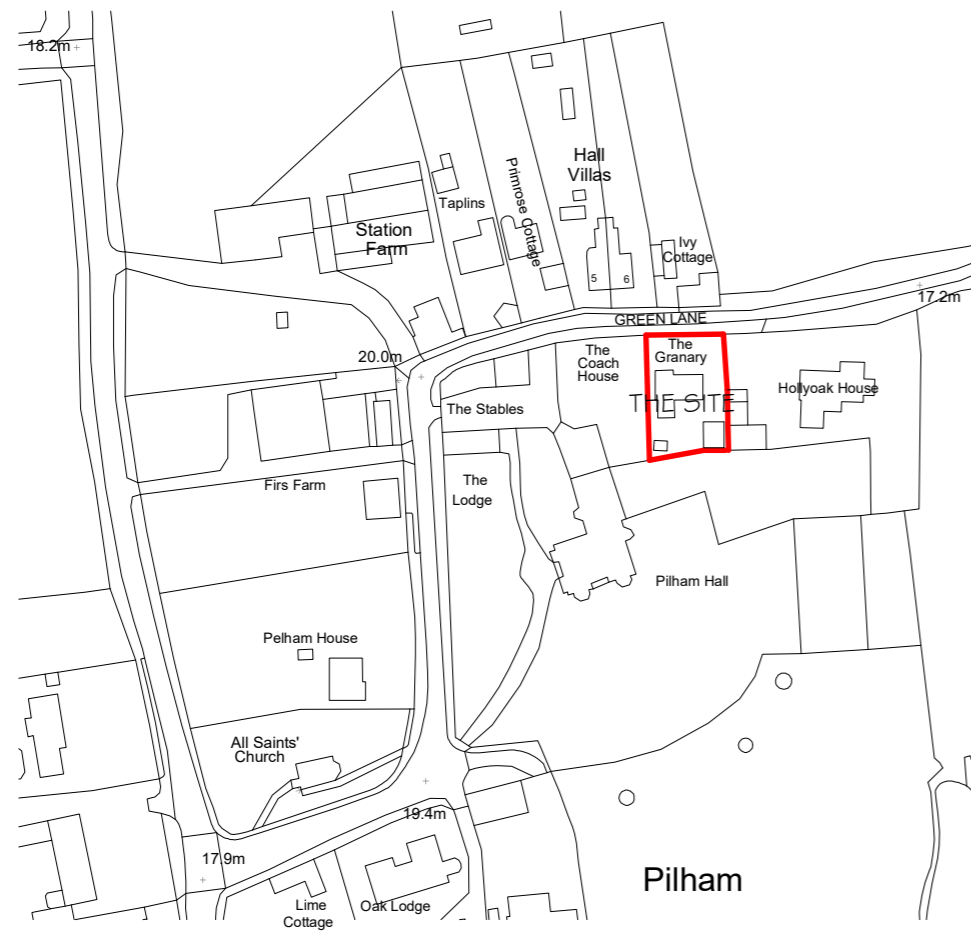 18.2m
Hall
Villas
Primrose Cottage
Taplins
Station
Farm
Ivy
Cottage
5
6
17.2m
GREEN LANE
20.0m
The
Coach
House
The
Granary
THE SITE
Hollyoak House
The Stables
The
Lodge
Firs Farm
Pilham Hall
Pelham House
All Saints'
Church
19.4m
17.9m
Pilham
Lime
Cottage
Oak Lodge